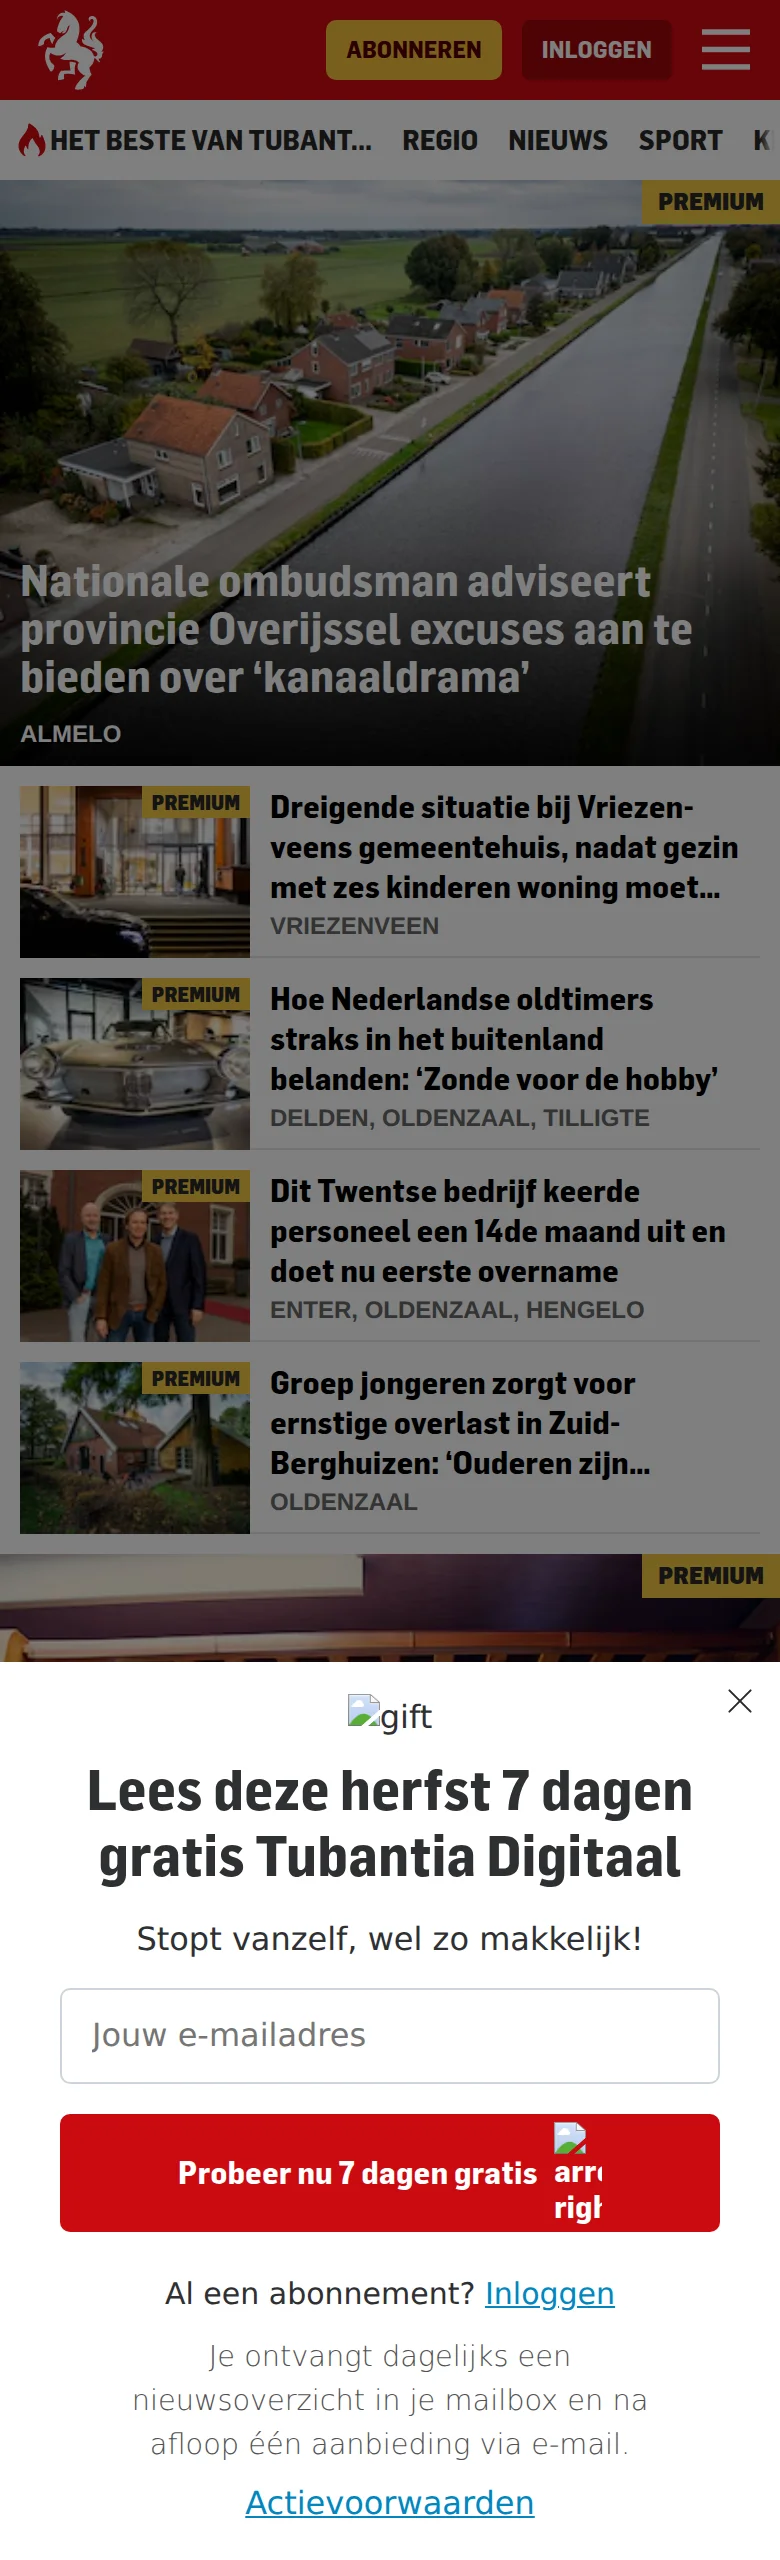 ABONNEREN
INLOGGEN
HET BESTE VAN TUBANT...
REGIO
NIEUWS
SPORT
PREMIUM
Nationale ombudsman adviseert
provincie Overijssel excuses aan te
bieden over ‘kanaaldrama’
ALMELO
PREMIUM
Dreigende situatie bij Vriezen-
veens gemeentehuis, nadat gezin
met zes kinderen woning moet...
VRIEZENVEEN
PREMIUM
Hoe Nederlandse oldtimers
straks in het buitenland
belanden: ‘Zonde voor de hobby’
DELDEN, OLDENZAAL, TILLIGTE
PREMIUM
Dit Twentse bedrijf keerde
personeel een 14de maand uit en
doet nu eerste overname
ENTER, OLDENZAAL, HENGELO
PREMIUM
Groep jongeren zorgt voor
ernstige overlast in Zuid-
Berghuizen: ‘Ouderen zijn...
OLDENZAAL
PREMIUM
gift
Lees deze herfst 7 dagen
gratis Tubantia Digitaal
Stopt vanzelf, wel zo makkelijk!
Jouw e-mailadres
Probeer nu 7 dagen gratis
Al een abonnement? Inloggen
Je ontvangt dagelijks een
nieuwsoverzicht in je mailbox en na
afloop één aanbieding via e-mail.
Actievoorwaarden